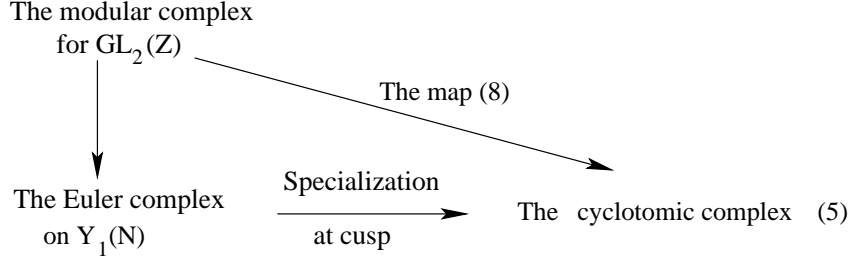 The modular complex
for GL₂(Z)
The map (8)
Specialization
The Euler complex
The cyclotomic complex (5)
on Y₁(N)
at cusp